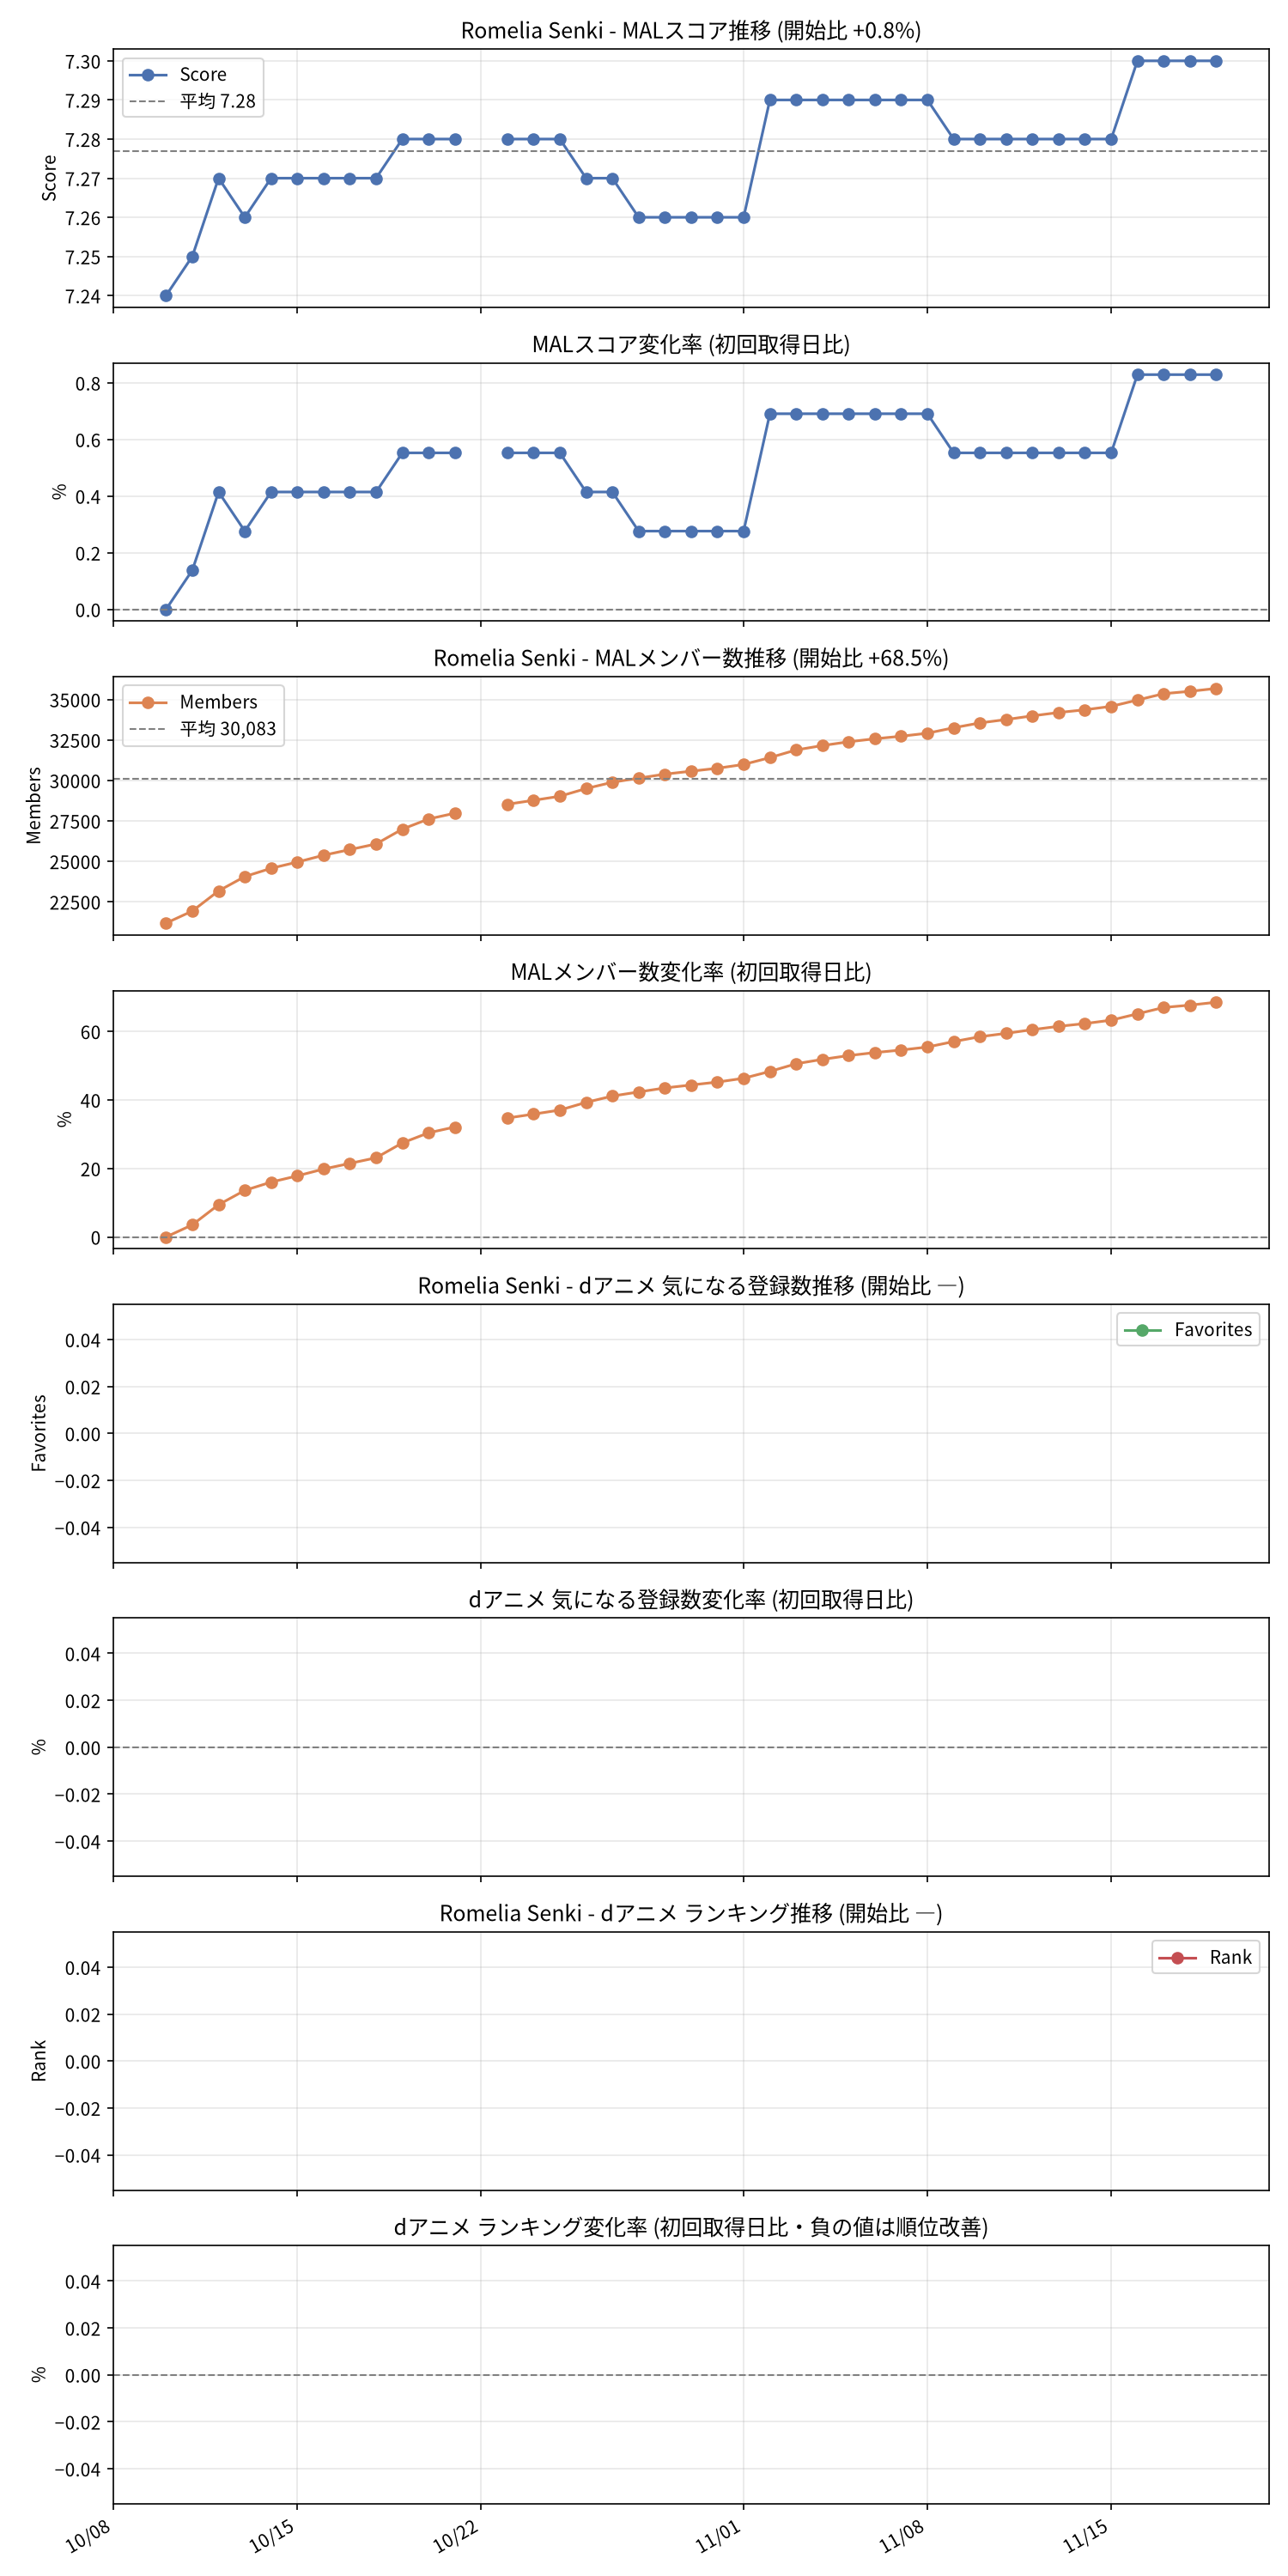 Romelia Senki - MALスコア推移 (開始比 +0.8%)
Score
7.30
7.29
7.28
7.27
7.26
7.25
7.24
Score
平均 7.28
MALスコア変化率 (初回取得日比)
%
0.8
0.6
0.4
0.2
0.0
Romelia Senki - MALメンバー数推移 (開始比 +68.5%)
Members
35000
32500
30000
27500
25000
22500
Members
平均 30,083
MALメンバー数変化率 (初回取得日比)
%
60
40
20
0
Romelia Senki - dアニメ 気になる登録数推移 (開始比 —)
Favorites
0.04
0.02
0.00
−0.02
−0.04
Favorites
dアニメ 気になる登録数変化率 (初回取得日比)
%
0.04
0.02
0.00
−0.02
−0.04
Romelia Senki - dアニメ ランキング推移 (開始比 —)
Rank
0.04
0.02
0.00
−0.02
−0.04
Rank
dアニメ ランキング変化率 (初回取得日比・負の値は順位改善)
%
0.04
0.02
0.00
−0.02
−0.04
10/08
10/15
10/22
11/01
11/08
11/15